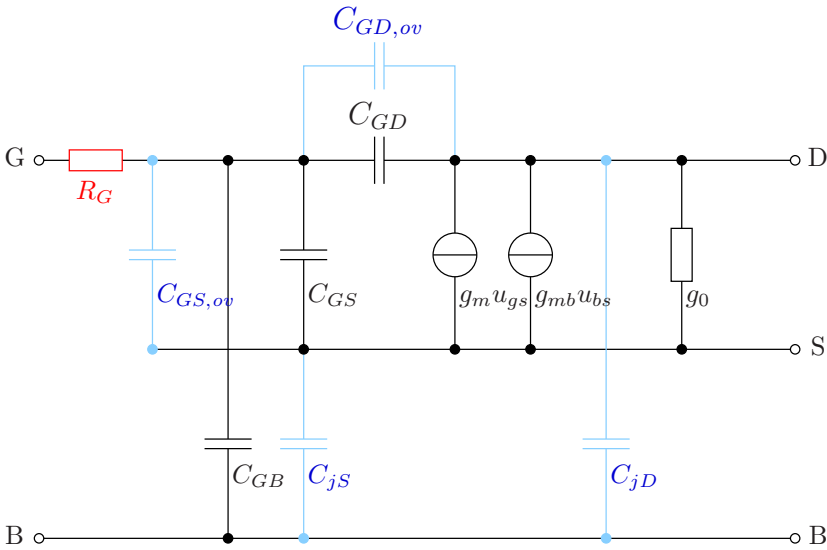 C_{GD,ov}
C_{GD}
G
D
R_G
C_{GS,ov}
C_{GS}
g_m u_{gs}
g_{mb} u_{bs}
g_0
S
C_{GB}
C_{jS}
C_{jD}
B
B